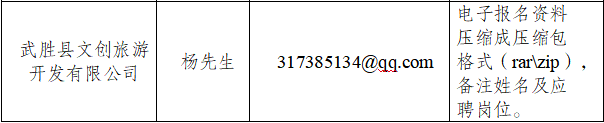 武胜县文创旅游
开发有限公司
杨先生
317385134@qq.com
电子报名资料
压缩成压缩包
格式（rar\zip），
备注姓名及应
聘岗位。